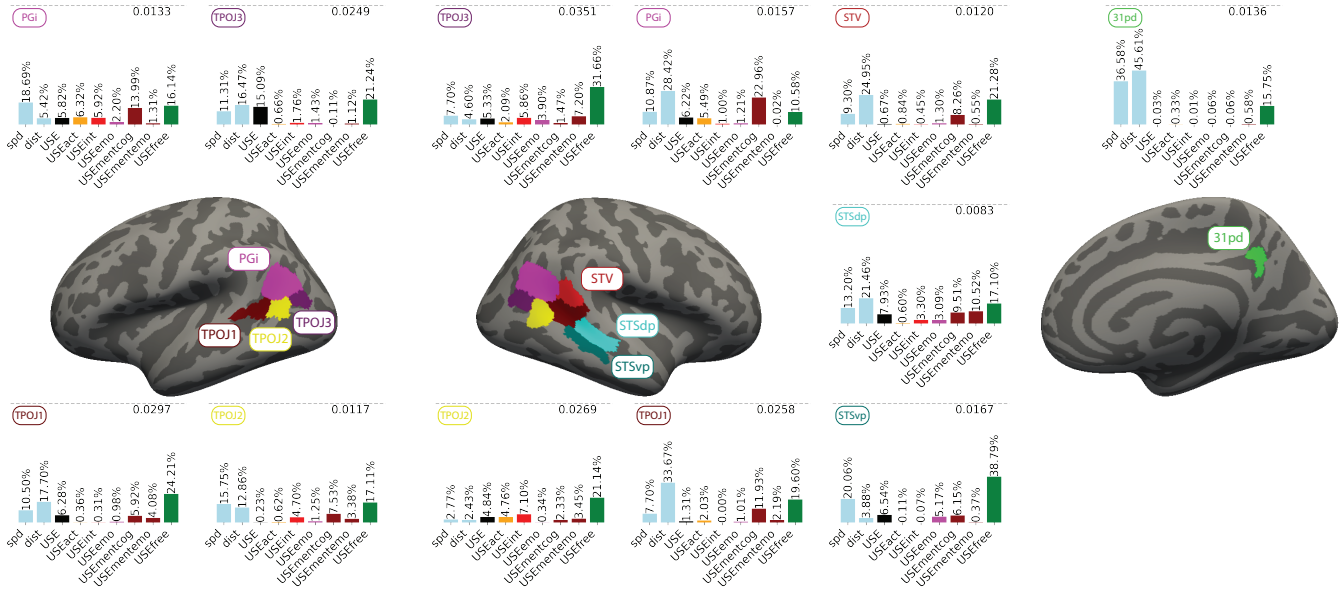 PGi
0.0133
18.69%
5.42%
5.82%
6.32%
5.92%
2.20%
13.99%
1.31%
16.14%
spd
dist
USE
USEact
USEint
USEemo
USEmentcog
USEmentemo
USEfree
TPOJ3
0.0249
11.31%
16.47%
15.09%
0.66%
1.76%
1.43%
-0.11%
1.12%
21.24%
spd
dist
USE
USEact
USEint
USEemo
USEmentcog
USEmentemo
USEfree
TPOJ3
0.0351
7.70%
4.60%
5.33%
2.09%
5.86%
3.90%
1.47%
7.20%
31.66%
spd
dist
USE
USEact
USEint
USEemo
USEmentcog
USEmentemo
USEfree
PGi
0.0157
10.87%
28.42%
6.22%
5.49%
1.00%
1.21%
22.96%
0.02%
10.58%
spd
dist
USE
USEact
USEint
USEemo
USEmentcog
USEmentemo
USEfree
STV
0.0120
9.30%
24.95%
-0.67%
0.84%
0.45%
1.30%
8.26%
0.55%
21.28%
spd
dist
USE
USEact
USEint
USEemo
USEmentcog
USEmentemo
USEfree
31pd
0.0136
36.58%
45.61%
-0.03%
-0.33%
0.01%
-0.06%
-0.06%
0.58%
15.75%
spd
dist
USE
USEact
USEint
USEemo
USEmentcog
USEmentemo
USEfree
PGi
TPOJ1
TPOJ2
TPOJ3
STV
STSdp
STSvp
STSdp
0.0083
13.20%
21.46%
7.93%
0.60%
3.30%
3.09%
9.51%
10.52%
17.10%
spd
dist
USE
USEact
USEint
USEemo
USEmentcog
USEmentemo
USEfree
31pd
TPOJ1
0.0297
10.50%
17.70%
6.28%
-0.36%
-0.31%
0.98%
5.92%
4.08%
24.21%
spd
dist
USE
USEact
USEint
USEemo
USEmentcog
USEmentemo
USEfree
TPOJ2
0.0117
15.75%
12.86%
-0.23%
0.62%
4.70%
1.25%
7.53%
3.38%
17.11%
spd
dist
USE
USEact
USEint
USEemo
USEmentcog
USEmentemo
USEfree
TPOJ2
0.0269
2.77%
2.43%
4.84%
4.76%
7.10%
-0.34%
2.33%
3.45%
21.14%
spd
dist
USE
USEact
USEint
USEemo
USEmentcog
USEmentemo
USEfree
TPOJ1
0.0258
7.70%
33.67%
1.31%
2.03%
-0.00%
1.01%
11.93%
2.19%
19.60%
spd
dist
USE
USEact
USEint
USEemo
USEmentcog
USEmentemo
USEfree
STSvp
0.0167
20.06%
3.88%
6.54%
-0.11%
0.07%
5.17%
6.15%
0.37%
38.79%
spd
dist
USE
USEact
USEint
USEemo
USEmentcog
USEmentemo
USEfree